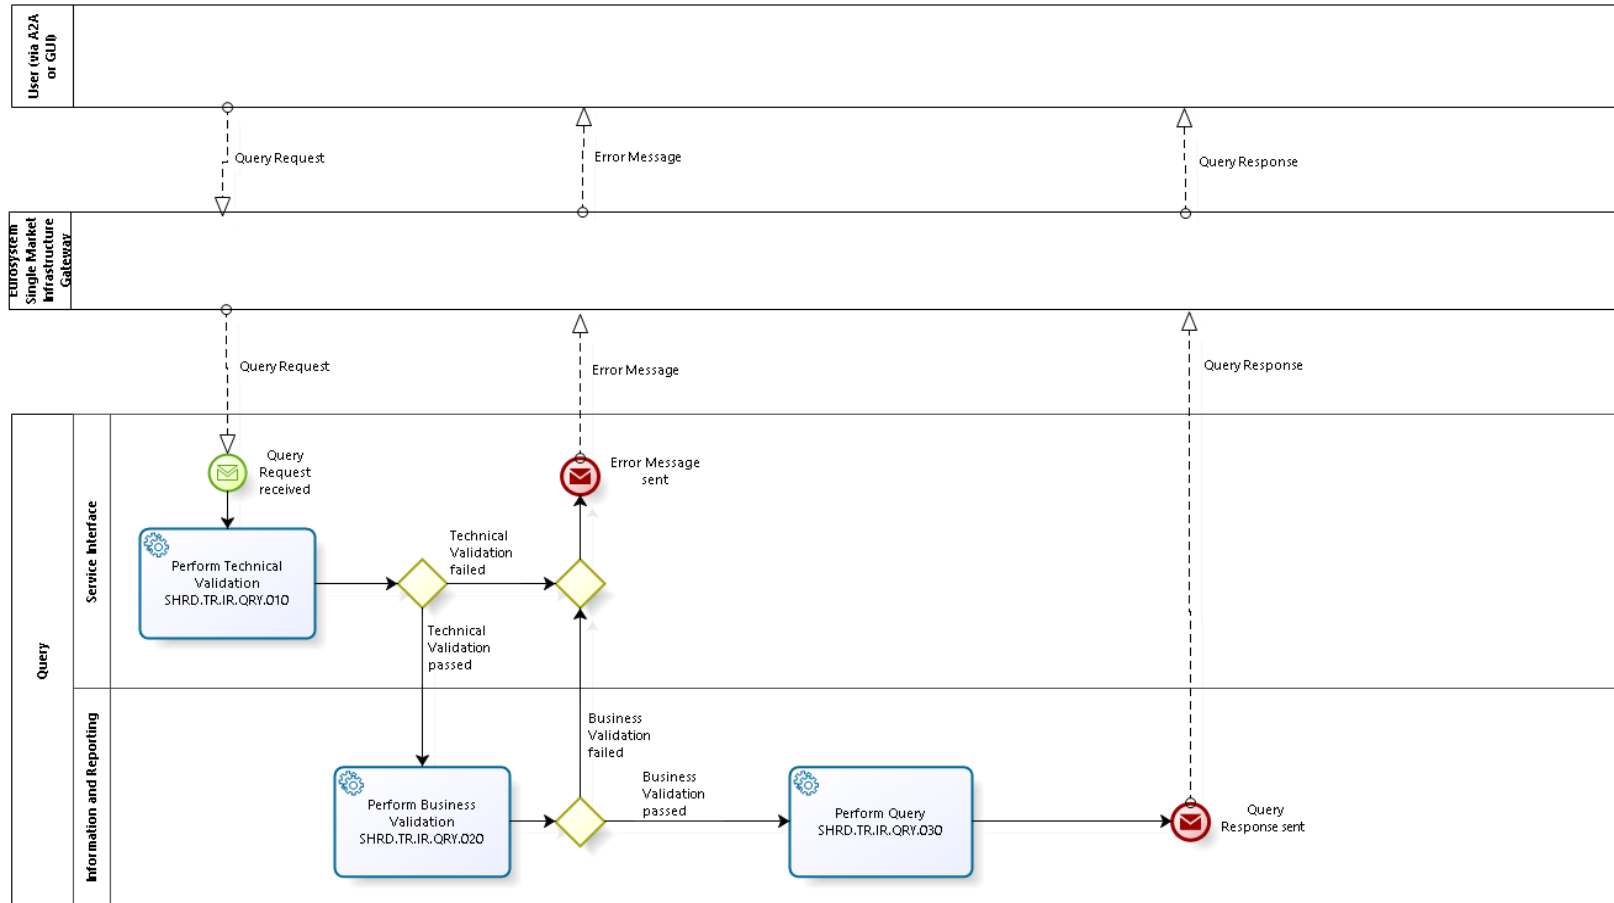 User (via A2A
or GUI)
Query Request
Error Message
Query Response
Eurosystem
Single Market
Infrastructure
Gateway
Query Request
Error Message
Query Response
Query
Service Interface
Query
Request
received
Error Message
sent
Perform Technical
Validation
SHRD.TR.IR.QRY.010
Technical
Validation
failed
Technical
Validation
passed
Information and Reporting
Business
Validation
failed
Perform Business
Validation
SHRD.TR.IR.QRY.020
Business
Validation
passed
Perform Query
SHRD.TR.IR.QRY.030
Query
Response sent